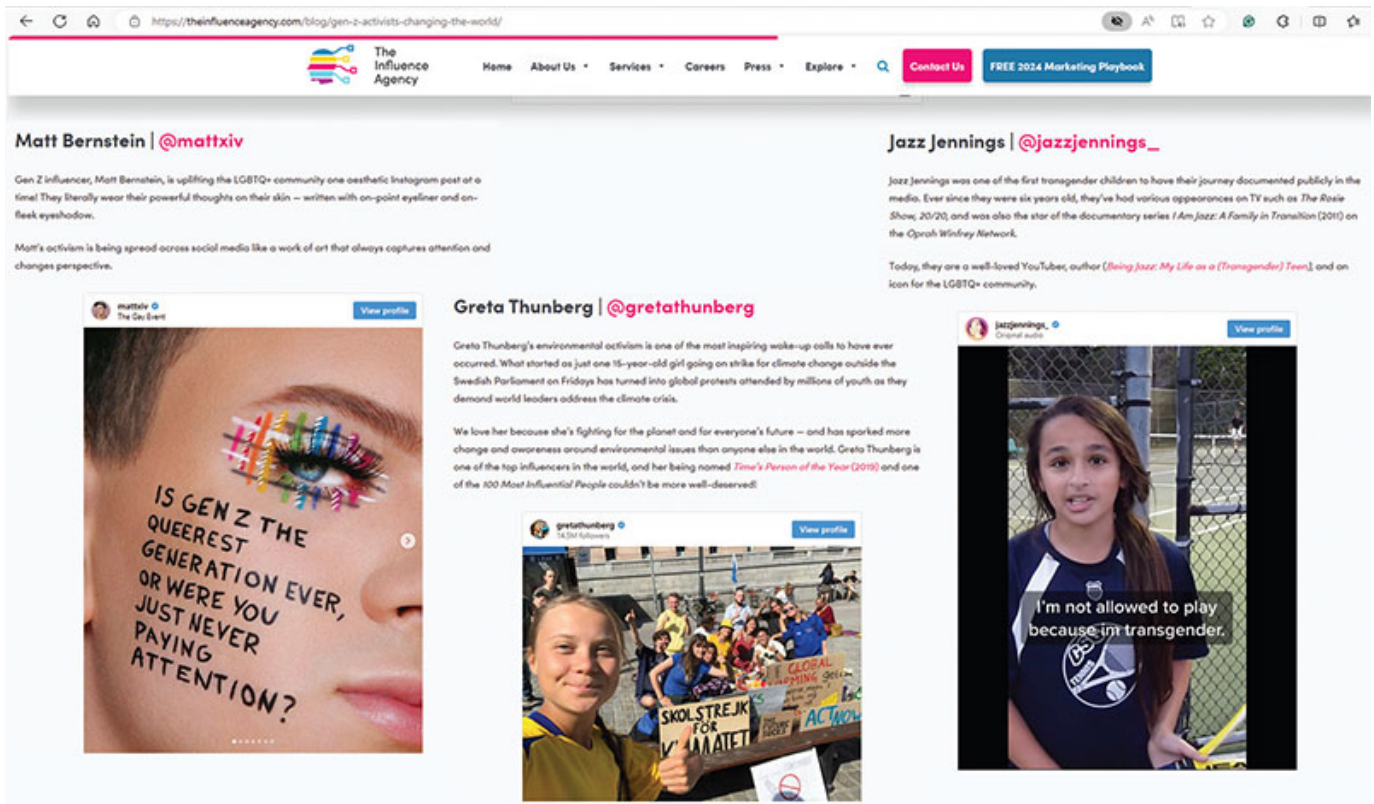 https://theinfluenceagency.com/blog/gen-z-activists-changing-the-world/
The
Influence
Agency
Home About Us Services Careers Press Explore Contact Us FREE 2024 Marketing Playbook
Matt Bernstein | @mattxiv
Gen Z influencer, Matt Bernstein, is uplifting the LGBTQ+ community one aesthetic Instagram post at a
time! They literally wear their powerful thoughts on their skin — written with on-point eyeliner and on-
fleek eyeshadow.
Matt's activism is being spread across social media like a work of art that always captures attention and
changes perspective.
mattxiv
The Gay Event
View profile
IS GEN Z THE
QUEEREST
GENERATION EVER,
OR WERE YOU
JUST NEVER
PAYING
ATTENTION?
Greta Thunberg | @gretathunberg
Greta Thunberg's environmental activism is one of the most inspiring wake-up calls to have ever
occurred. What started as just one 15-year-old girl going on strike for climate change outside the
Swedish Parliament on Fridays has turned into global protests attended by millions of youth as they
demand world leaders address the climate crisis.
We love her because she's fighting for the planet and for everyone's future — and has sparked more
change and awareness around environmental issues than anyone else in the world. Greta Thunberg is
one of the top influencers in the world, and her being named Time's Person of the Year (2019) and one
of the 100 Most Influential People couldn't be more well-deserved!
gretathunberg
14.5M followers
View profile
GLOBAL
SKOLSTREJK
FÖR
KLIMATET
ACT NOW
Jazz Jennings | @jazzjennings_
Jazz Jennings was one of the first transgender children to have their journey documented publicly in the
media. Ever since they were six years old, they've had various appearances on TV such as The Rosie
Show, 20/20, and was also the star of the documentary series I Am Jazz: A Family in Transition (2011) on
the Oprah Winfrey Network.
Today, they are a well-loved YouTuber, author (Being Jazz: My Life as a (Transgender) Teen), and an
icon for the LGBTQ+ community.
jazzjennings_
Original audio
View profile
I'm not allowed to play
because im transgender.